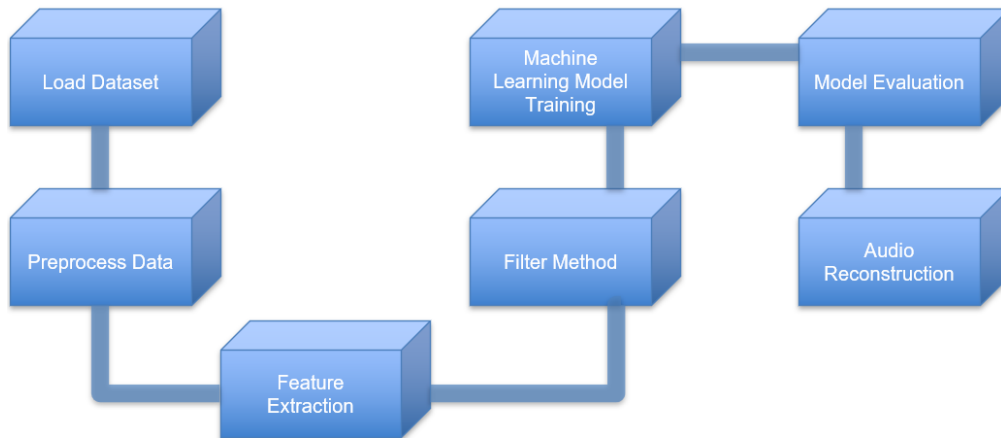 Load Dataset
Preprocess Data
Feature
Extraction
Filter Method
Machine
Learning Model
Training
Model Evaluation
Audio
Reconstruction